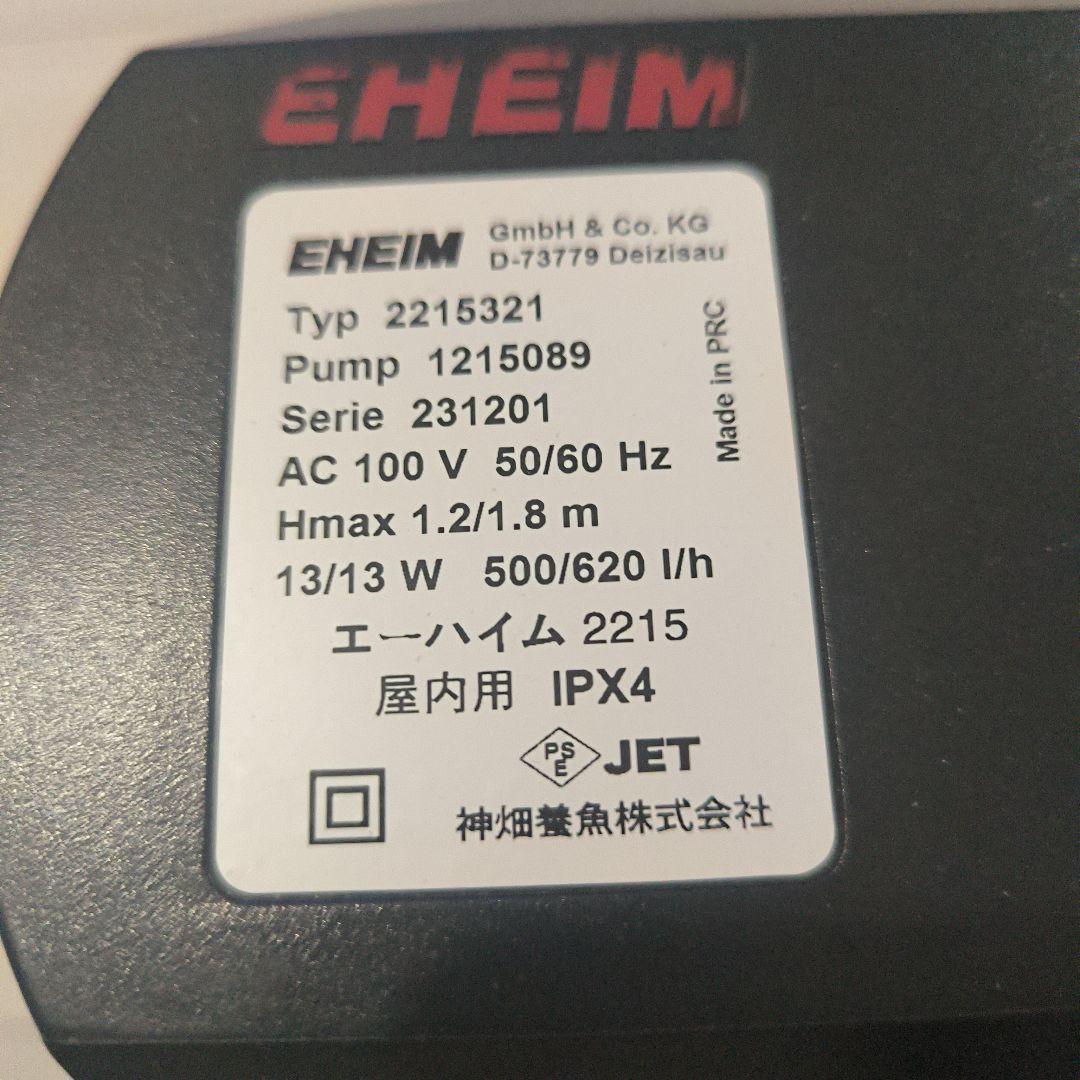 EHEIM
EHEIM GmbH & Co. KG
D-73779 Deizisau
Typ 2215321
Pump 1215089
Serie 231201
Made in PRC
AC 100 V 50/60 Hz
Hmax 1.2/1.8 m
13/13 W 500/620 l/h
エーハイム 2215
屋内用 IPX4
PSE JET
神畑養魚株式会社